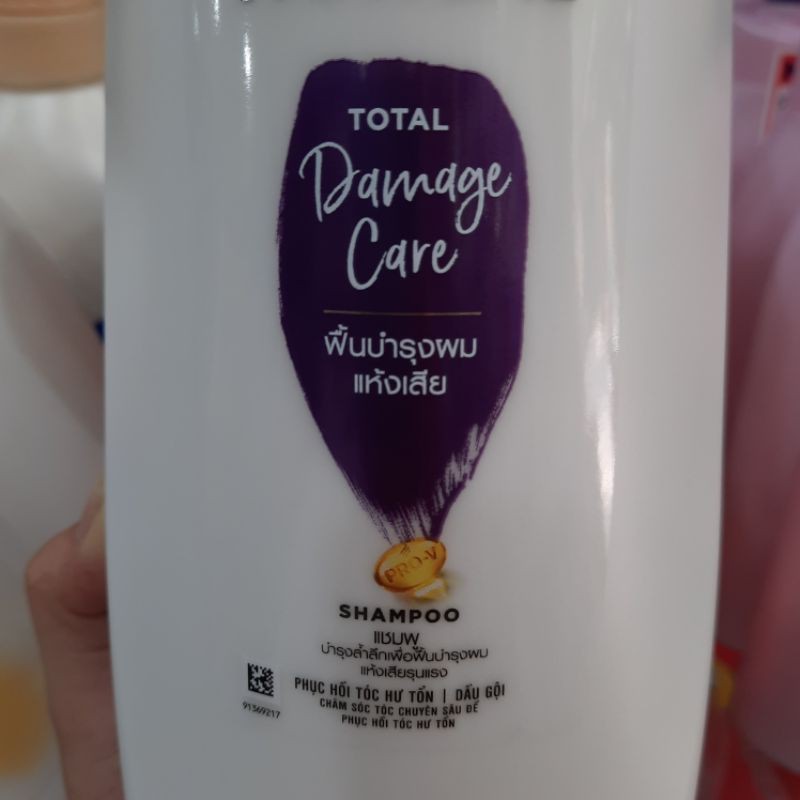 TOTAL
Damage
Care
ฟื้นบำรุงผม
แห้งเสีย
PRO-V
SHAMPOO
แชมพู
บำรุงล้ำลึกเพื่อฟื้นบำรุงผม
แห้งเสียรุนแรง
PHỤC HỒI TÓC HƯ TỔN | DẦU GỘI
CHĂM SÓC TÓC CHUYÊN SÂU ĐỂ
PHỤC HỒI TÓC HƯ TỔN
91369217